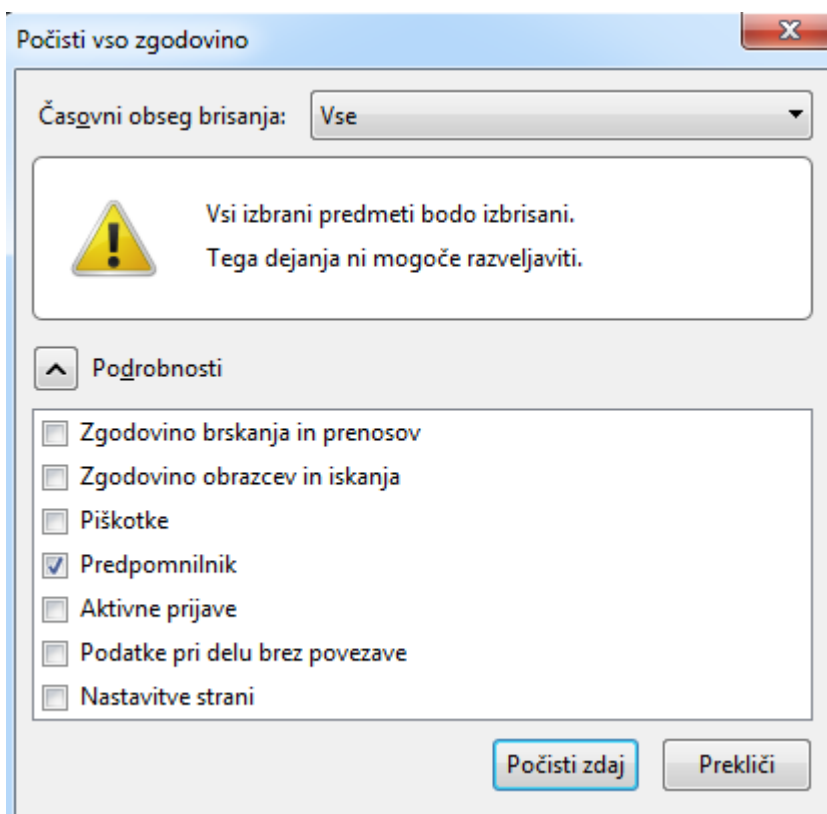 Počisti vso zgodovino
Časovni obseg brisanja: Vse
Vsi izbrani predmeti bodo izbrisani.
Tega dejanja ni mogoče razveljaviti.
Podrobnosti
Zgodovino brskanja in prenosov
Zgodovino obrazcev in iskanja
Piškotke
Predpomnilnik
Aktivne prijave
Podatke pri delu brez povezave
Nastavitve strani
Počisti zdaj Prekliči